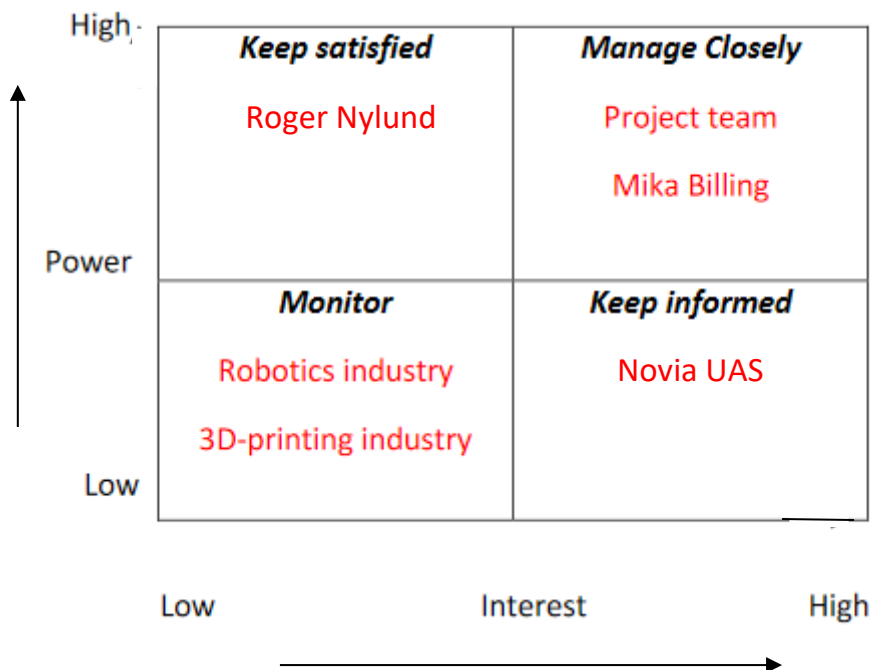 High
Keep satisfied
Manage Closely
Roger Nylund
Project team
Mika Billing
Power
Monitor
Keep informed
Robotics industry
Novia UAS
3D-printing industry
Low
Low
Interest
High